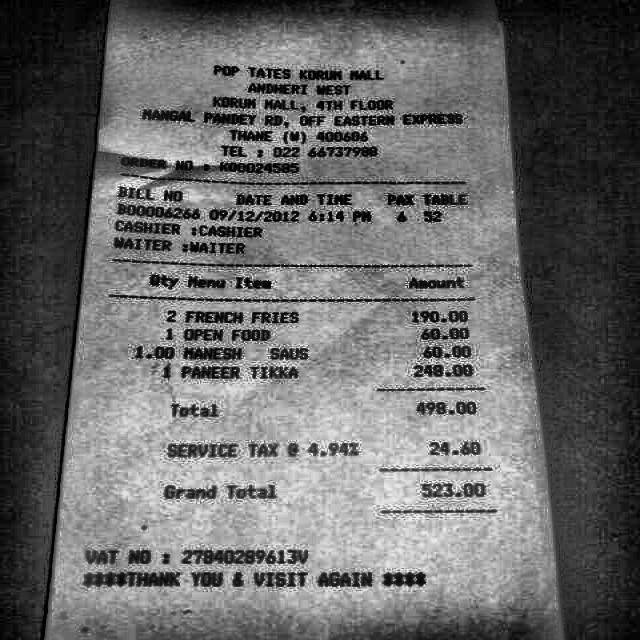 POP TATES KORUM MALL
ANDHERI WEST
KORUM MALL, 4TH FLOOR
MANGAL PANDEY RD, OFF EASTERN EXPRESS
THANE (W) 400606
TEL : 022 66737988
ORDER NO : K00024585
BILL NO DATE AND TIME PAX TABLE
B00006266 09/12/2012 6:14 PM 6 52
CASHIER :CASHIER
WAITER :WAITER
Qty Menu Item Amount
2 FRENCH FRIES 190.00
1 OPEN FOOD 60.00
1.00 MANESH SAUS 60.00
1 PANEER TIKKA 248.00
Total 498.00
SERVICE TAX @ 4.94% 24.60
Grand Total 523.00
VAT NO : 27840289613V
****THANK YOU & VISIT AGAIN ****